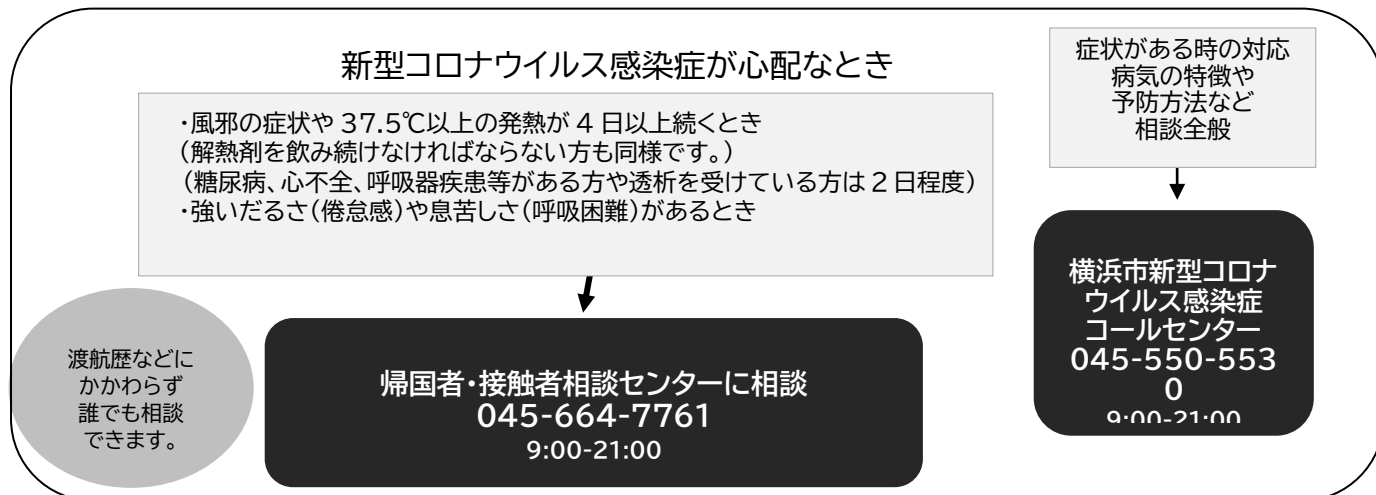 新型コロナウイルス感染症が心配なとき
・風邪の症状や 37.5℃以上の発熱が 4 日以上続くとき
(解熱剤を飲み続けなければならない方も同様です。)
(糖尿病、心不全、呼吸器疾患等がある方や透析を受けている方は 2 日程度)
・強いだるさ(倦怠感)や息苦しさ(呼吸困難)があるとき
渡航歴などに
かかわらず
誰でも相談
できます。
帰国者・接触者相談センターに相談
045-664-7761
9:00-21:00
症状がある時の対応
病気の特徴や
予防方法など
相談全般
横浜市新型コロナ
ウイルス感染症
コールセンター
045-550-553
0
9:00-21:00